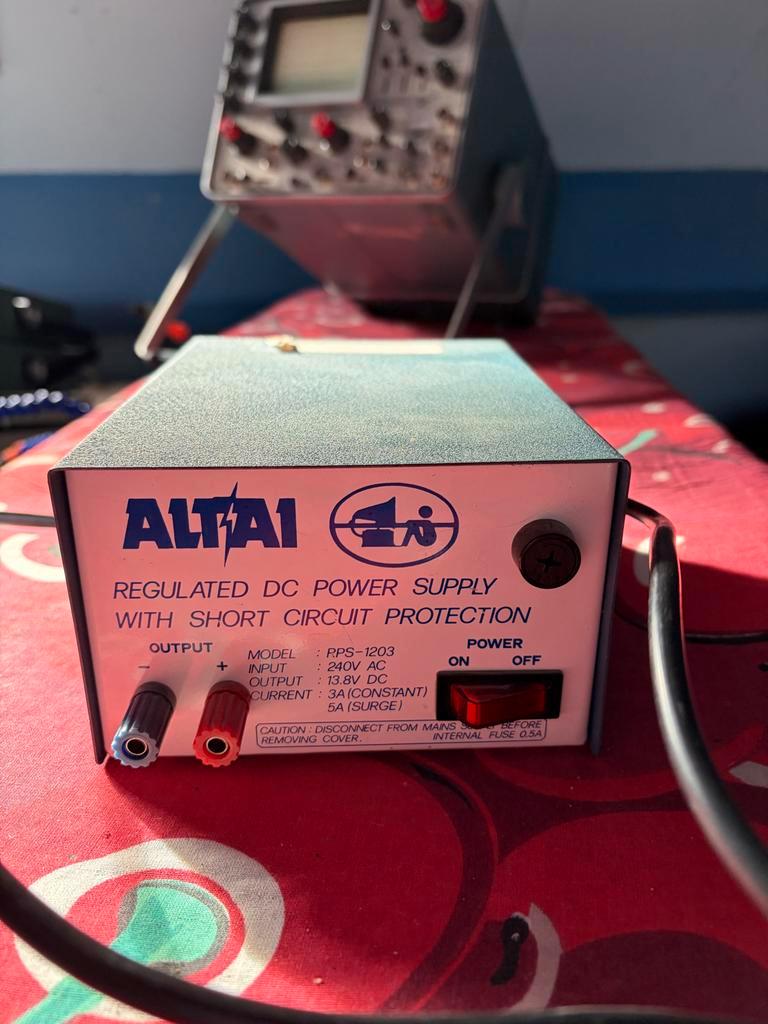 ALTAI
REGULATED DC POWER SUPPLY
WITH SHORT CIRCUIT PROTECTION
OUTPUT
- +
MODEL : RPS-1203
INPUT : 240V AC
OUTPUT : 13.8V DC
CURRENT : 3A (CONSTANT)
5A (SURGE)
POWER
ON OFF
CAUTION : DISCONNECT FROM MAINS SUPPLY BEFORE
REMOVING COVER. INTERNAL FUSE 0.5A